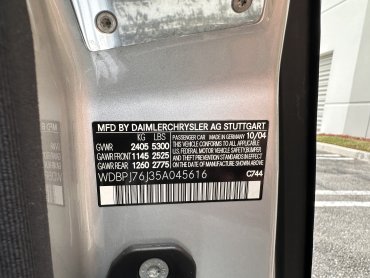 MFD BY DAIMLERCHRYSLER AG STUTTGART
KG LBS PASSENGER CAR MADE IN GERMANY 10/04
GVWR 2405 5300 THIS VEHICLE CONFORMS TO ALL
GAWR FRONT 1145 2525 APPLICABLE U.S. FEDERAL MOTOR
GAWR REAR 1260 2775 VEHICLE SAFETY, BUMPER
AND THEFT PREVENTION STANDARDS IN EFFECT
ON THE DATE OF MANUFACTURE SHOWN ABOVE
WDBPJ76J35A045616 C744